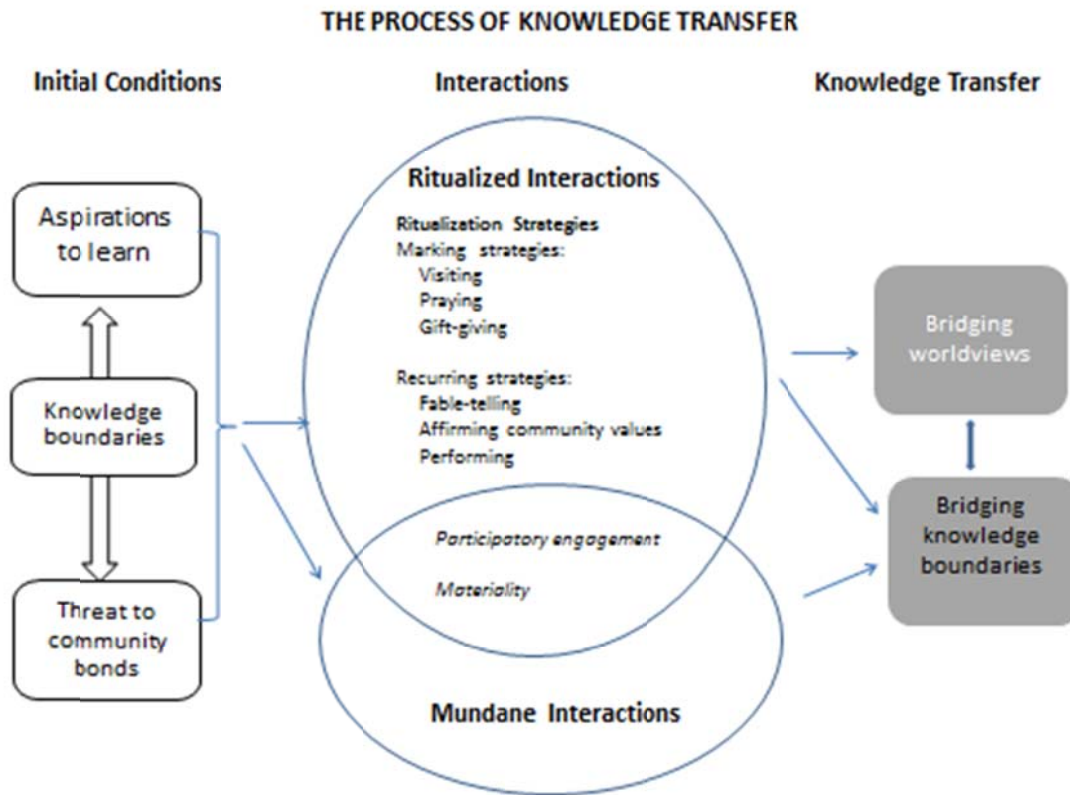 THE PROCESS OF KNOWLEDGE TRANSFER
Initial Conditions
Interactions
Knowledge Transfer
Aspirations
to learn
Knowledge
boundaries
Threat to
community
bonds
Ritualized Interactions
Ritualization Strategies
Marking strategies:
Visiting
Praying
Gift-giving
Recurring strategies:
Fable-telling
Affirming community values
Performing
Participatory engagement
Materiality
Mundane Interactions
Bridging
worldviews
Bridging
knowledge
boundaries